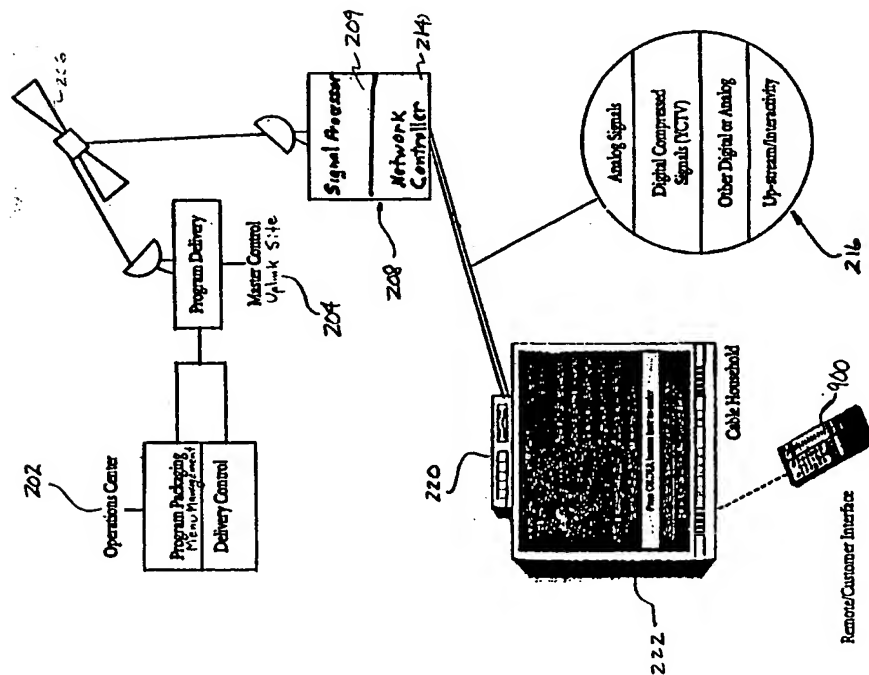 202
Operations Center
Program Packaging
Menu Management
Delivery Control
Program Delivery
Master Control
Uplink Site
204
Signal Processor
209
Network
Controller
214
208
Analog Signals
Digital Compressed
Signals (YCTV)
Other Digital or Analog
Up-stream/Interactivity
216
220
222
Cable Household
900
Remote/Customer Interface